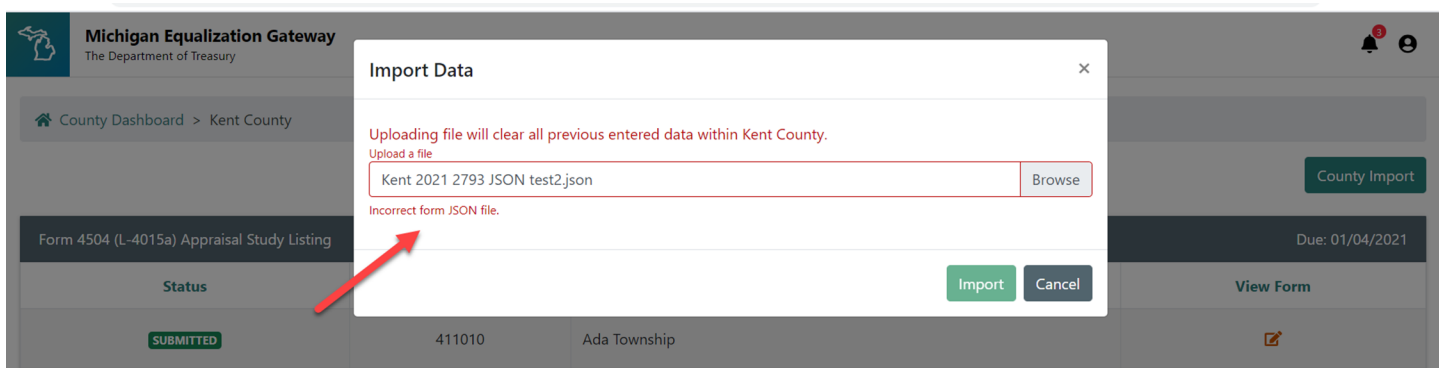 Michigan Equalization Gateway
The Department of Treasury
3
Import Data
×
County Dashboard > Kent County
Uploading file will clear all previous entered data within Kent County.
Upload a file
Kent 2021 2793 JSON test2.json
Browse
Incorrect form JSON file.
County Import
Form 4504 (L-4015a) Appraisal Study Listing
Due: 01/04/2021
Import
Cancel
Status
View Form
SUBMITTED
411010
Ada Township